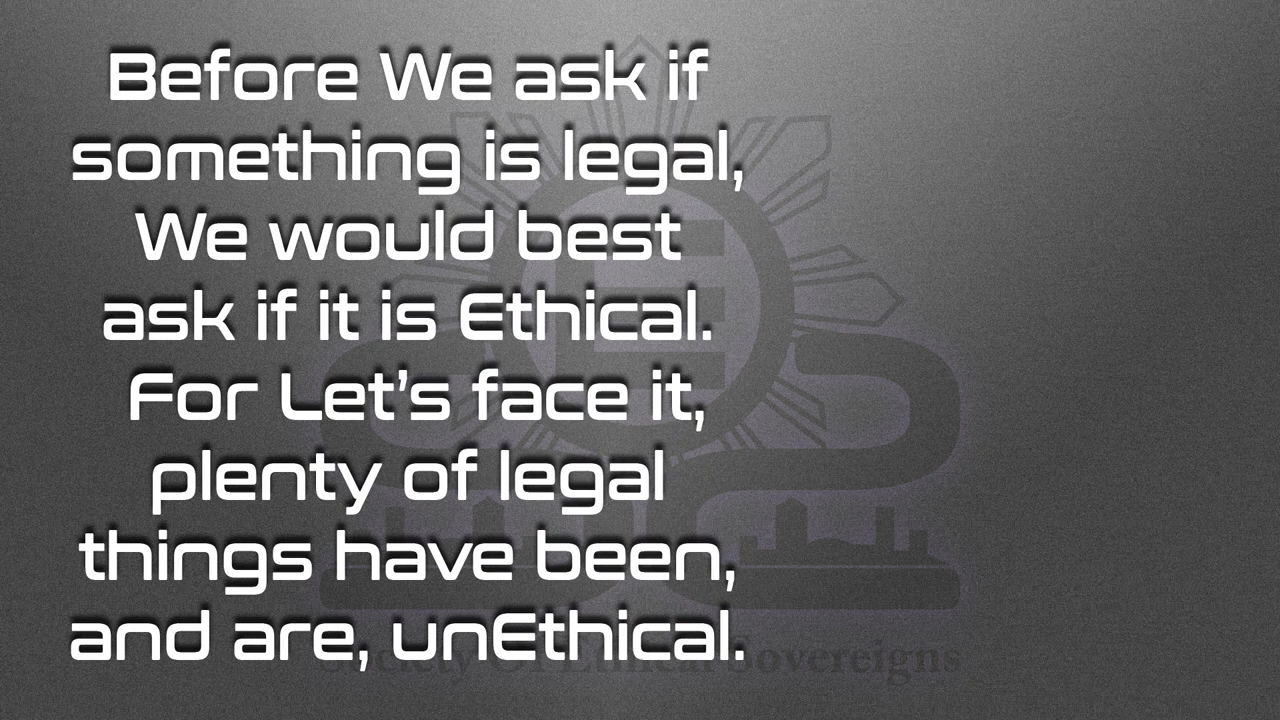 Before We ask if
something is legal,
We would best
ask if it is Ethical.
For Let's face it,
plenty of legal
things have been,
and are, unEthical.
Sovereigns